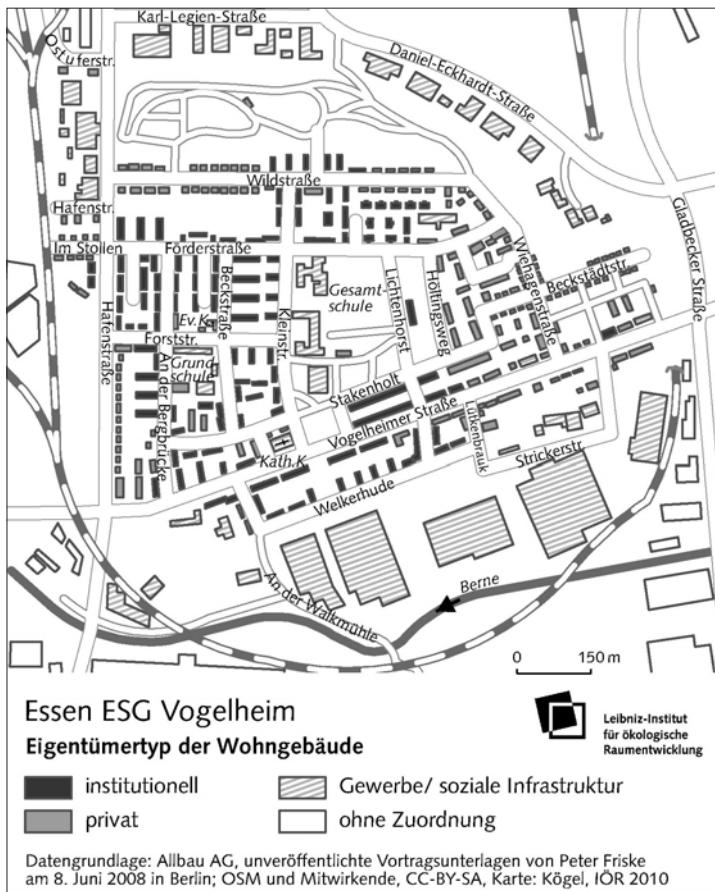 Karl-Legien-Straße
Ostuferstr.
Daniel-Eckhardt-Straße
Wildstraße
Hafenstr.
Im Stollen
Förderstraße
Gladbecker Straße
Wiehagenstraße
Beckstadtstr.
Beckstraße
Gesamt-
schule
Lichtenhorst
Höltingsweg
Kleinstr.
Hafenstraße
Ev.K.
Forststr.
Grund-
schule
An der Bergbrücke
Stakenholt
Vogelheimer Straße
Lütkenbrauk
Kath.K.
Strickerstr.
Welkerhude
An der Walkmühle
Berne
0 150 m
Essen ESG Vogelheim
Eigentümertyp der Wohngebäude
Leibniz-Institut
für ökologische
Raumentwicklung
institutionell
Gewerbe/ soziale Infrastruktur
privat
ohne Zuordnung
Datengrundlage: Allbau AG, unveröffentlichte Vortragsunterlagen von Peter Friske
am 8. Juni 2008 in Berlin; OSM und Mitwirkende, CC-BY-SA, Karte: Kögel, IÖR 2010